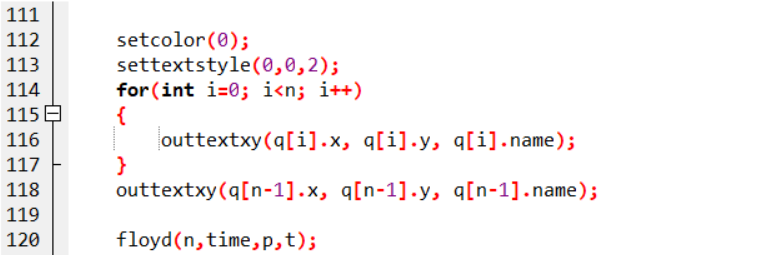 111
112 setcolor(0);
113 settextstyle(0,0,2);
114 for(int i=0; i<n; i++)
115 {
116 outtextxy(q[i].x, q[i].y, q[i].name);
117 }
118 outtextxy(q[n-1].x, q[n-1].y, q[n-1].name);
119
120 floyd(n,time,p,t);